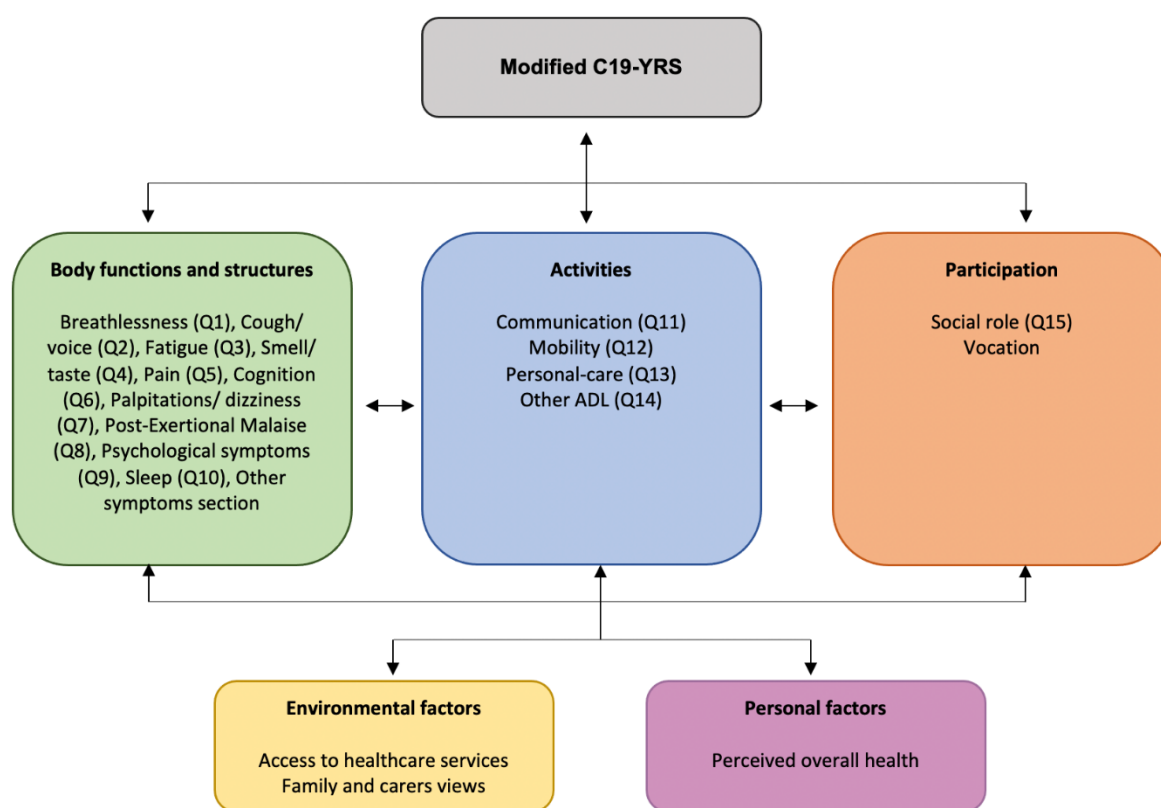 Modified C19-YRS
Body functions and structures
Breathlessness (Q1), Cough/
voice (Q2), Fatigue (Q3), Smell/
taste (Q4), Pain (Q5), Cognition
(Q6), Palpitations/ dizziness
(Q7), Post-Exertional Malaise
(Q8), Psychological symptoms
(Q9), Sleep (Q10), Other
symptoms section
Activities
Communication (Q11)
Mobility (Q12)
Personal-care (Q13)
Other ADL (Q14)
Participation
Social role (Q15)
Vocation
Environmental factors
Access to healthcare services
Family and carers views
Personal factors
Perceived overall health